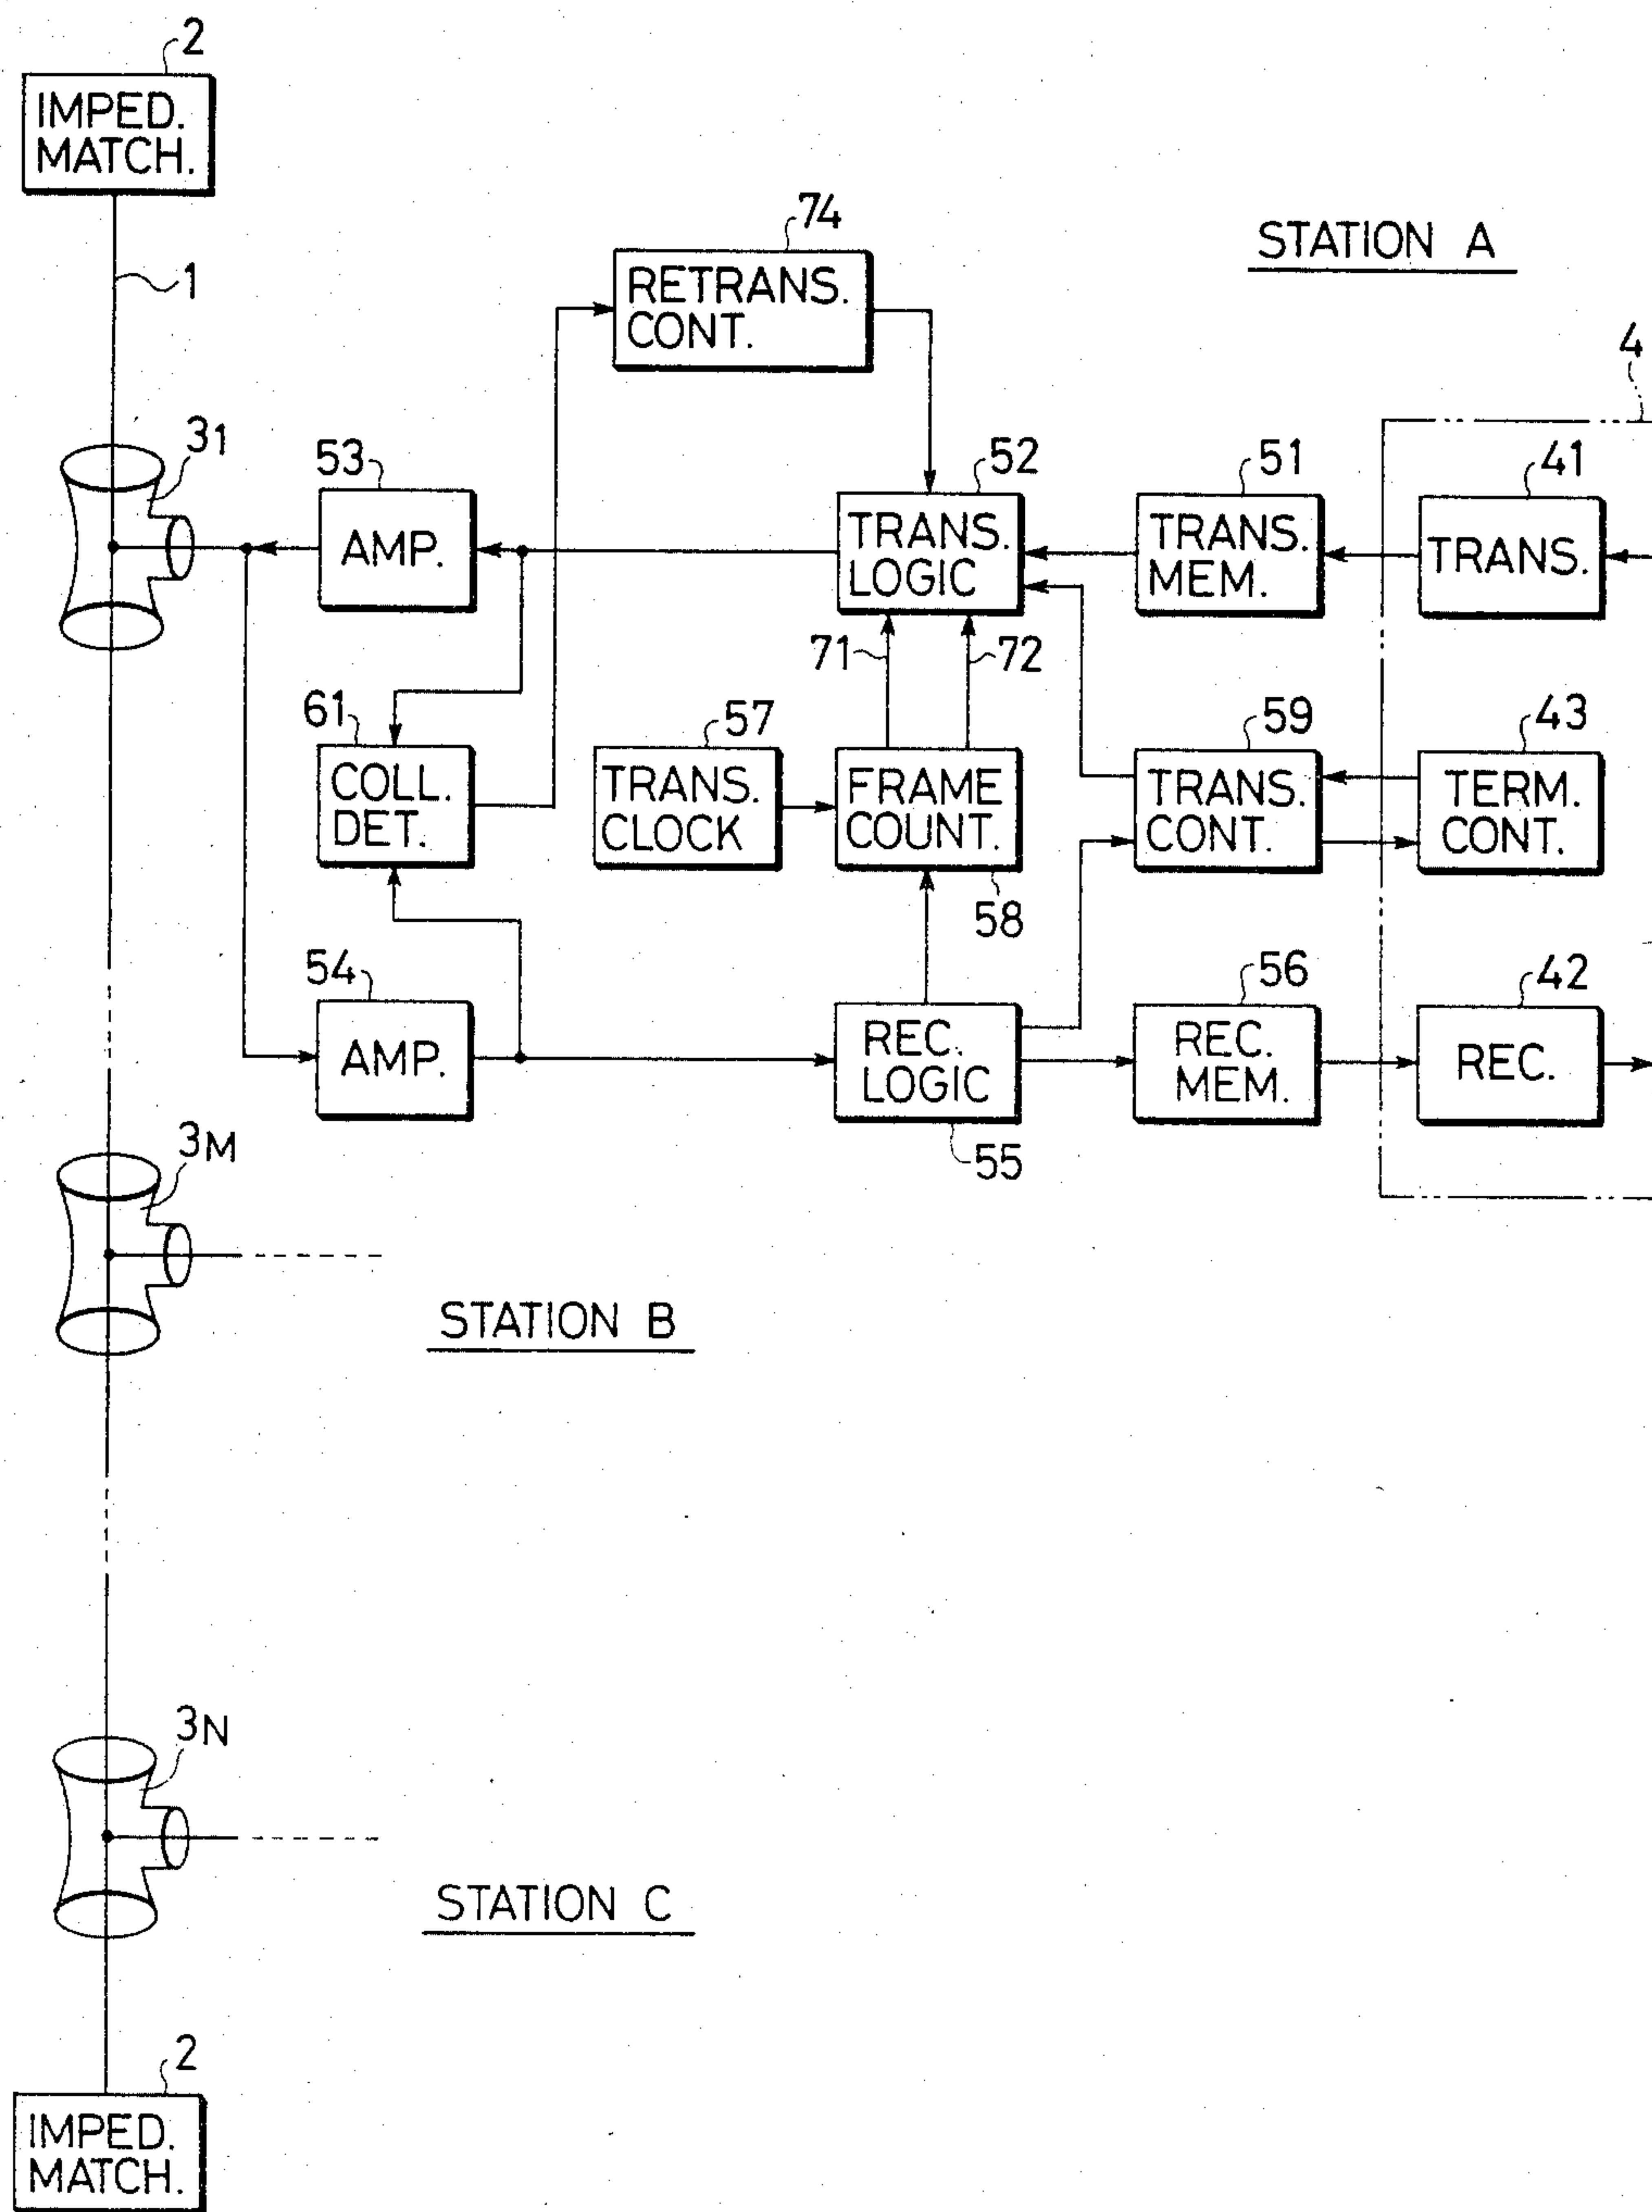 2
IMPED.
MATCH.
1
74
RETRANS.
CONT.
STATION A
4
31
53
AMP.
52
TRANS.
LOGIC
51
TRANS.
MEM.
41
TRANS.
71
72
61
COLL.
DET.
57
TRANS.
CLOCK
FRAME
COUNT.
58
59
TRANS.
CONT.
43
TERM.
CONT.
54
AMP.
REC.
LOGIC
55
56
REC.
MEM.
42
REC.
3M
STATION B
3N
STATION C
2
IMPED.
MATCH.